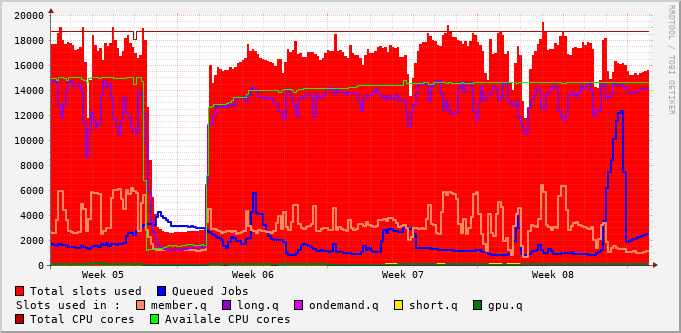 20000
18000
16000
14000
12000
10000
8000
6000
4000
2000
0
Week 05 Week 06 Week 07 Week 08
RRDTOOL / TOBI OETIKER
Total slots used Queued Jobs
Slots used in : member.q long.q ondemand.q short.q gpu.q
Total CPU cores Availale CPU cores